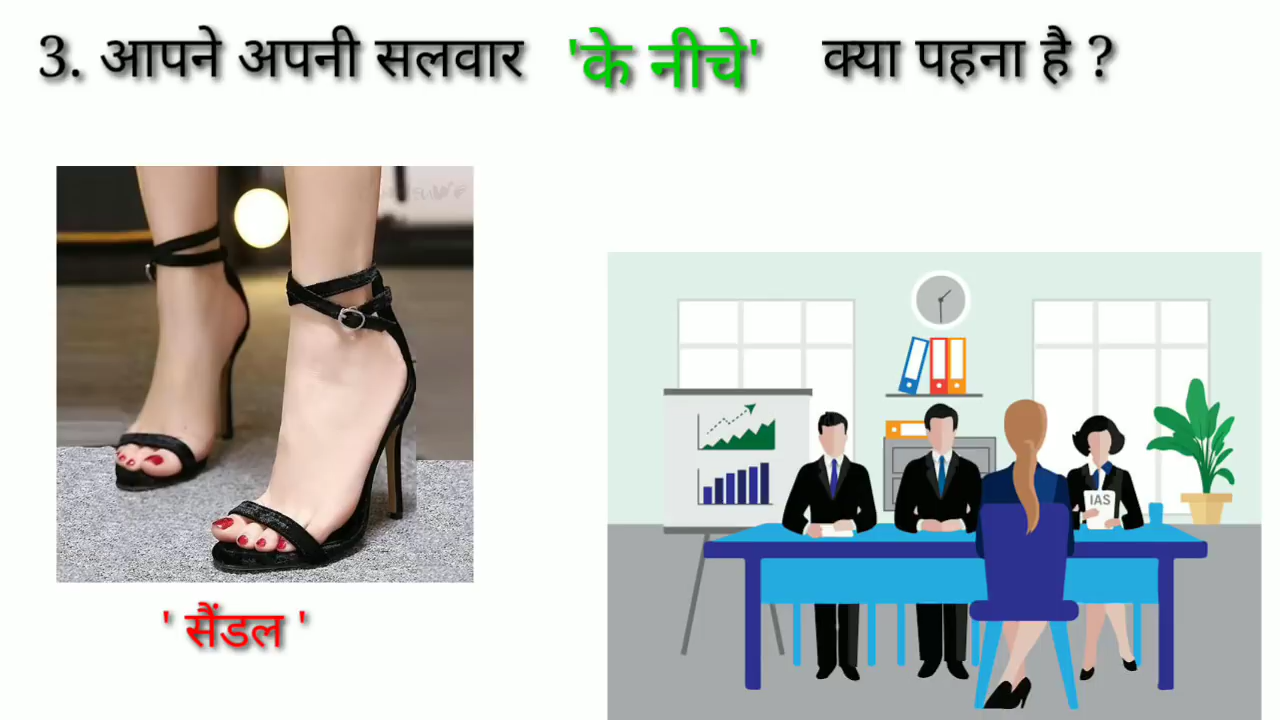 3. आपने अपनी सलवार 'के नीचे' क्या पहना है ?
IAS
' सैंडल '